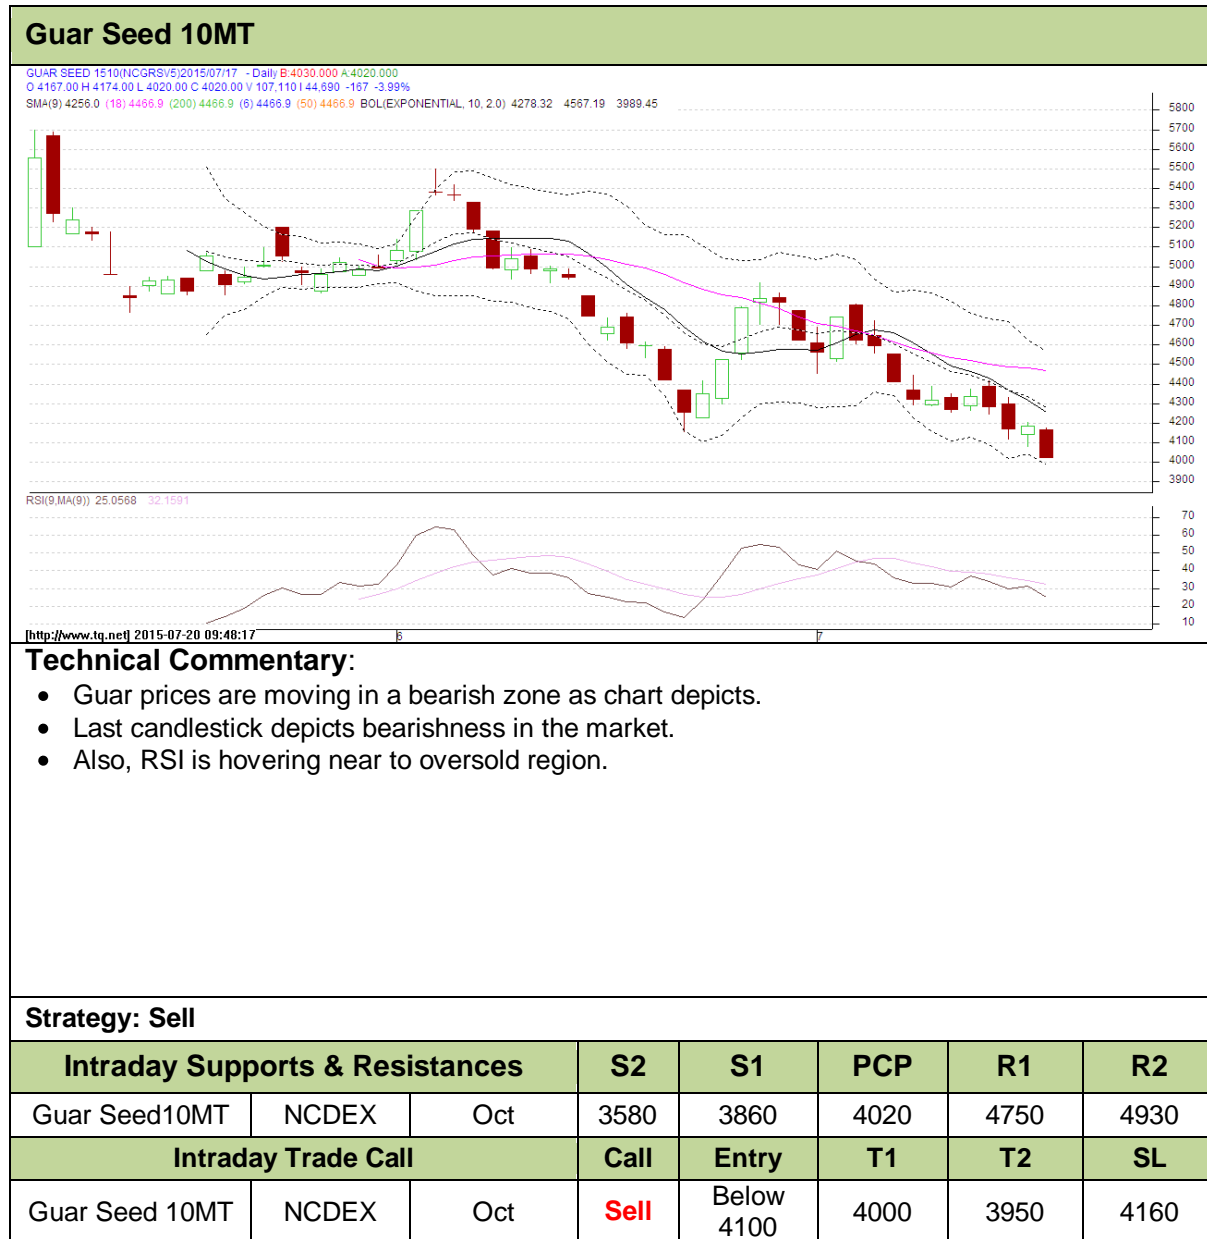 Guar Seed 10MT
GUAR SEED 1510(NCGRSV5)2015/07/17 - Daily B:4030.000 A:4020.000
O 4167.00 H 4174.00 L 4020.00 C 4020.00 V 107,110 I 44,690 -167 -3.99%
SMA(9) 4256.0 (18) 4466.9 (200) 4466.9 (6) 4466.9 (50) 4466.9 BOL(EXPONENTIAL, 10, 2.0) 4278.32 4567.19 3989.45
5800
5700
5600
5500
5400
5300
5200
5100
5000
4900
4800
4700
4600
4500
4400
4300
4200
4100
4000
3900
RSI(9,MA(9)) 25.0568 32.1591
70
60
50
40
30
20
10
[http://www.tq.net] 2015-07-20 09:48:17 6 7
Technical Commentary:
• Guar prices are moving in a bearish zone as chart depicts.
• Last candlestick depicts bearishness in the market.
• Also, RSI is hovering near to oversold region.
Strategy: Sell
Intraday Supports & Resistances S2 S1 PCP R1 R2
Guar Seed10MT NCDEX Oct 3580 3860 4020 4750 4930
Intraday Trade Call Call Entry T1 T2 SL
Guar Seed 10MT NCDEX Oct Sell Below 4100 4000 3950 4160